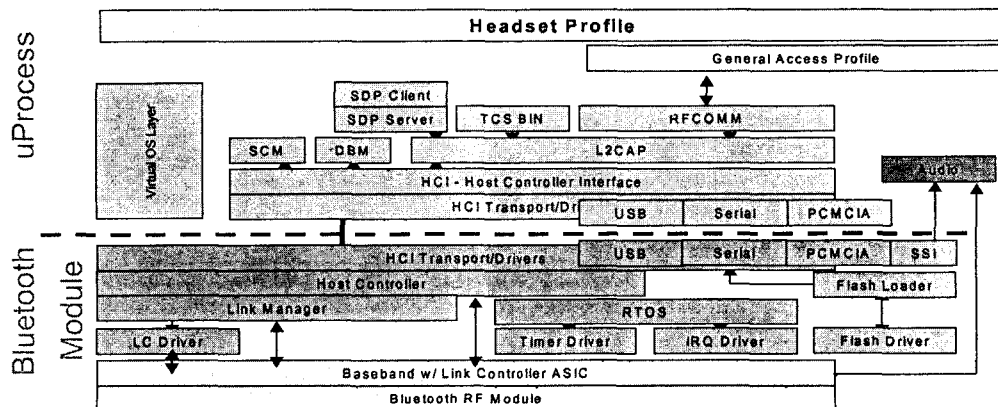 Headset Profile
General Access Profile
uProcess
Virtual OS Layer
SDP Client
SDP Server
TCS BIN
RFCOMM
SCM
DBM
L2CAP
Audio
HCI - Host Controller Interface
HCI Transport/Dri
USB
Serial
PCMCIA
Bluetooth
Module
HCI Transport/Drivers
USB
Serial
PCMCIA
SSI
Host Controller
Flash Loader
Link Manager
RTOS
LC Driver
Timer Driver
IRQ Driver
Flash Driver
Baseband w/ Link Controller ASIC
Bluetooth RF Module